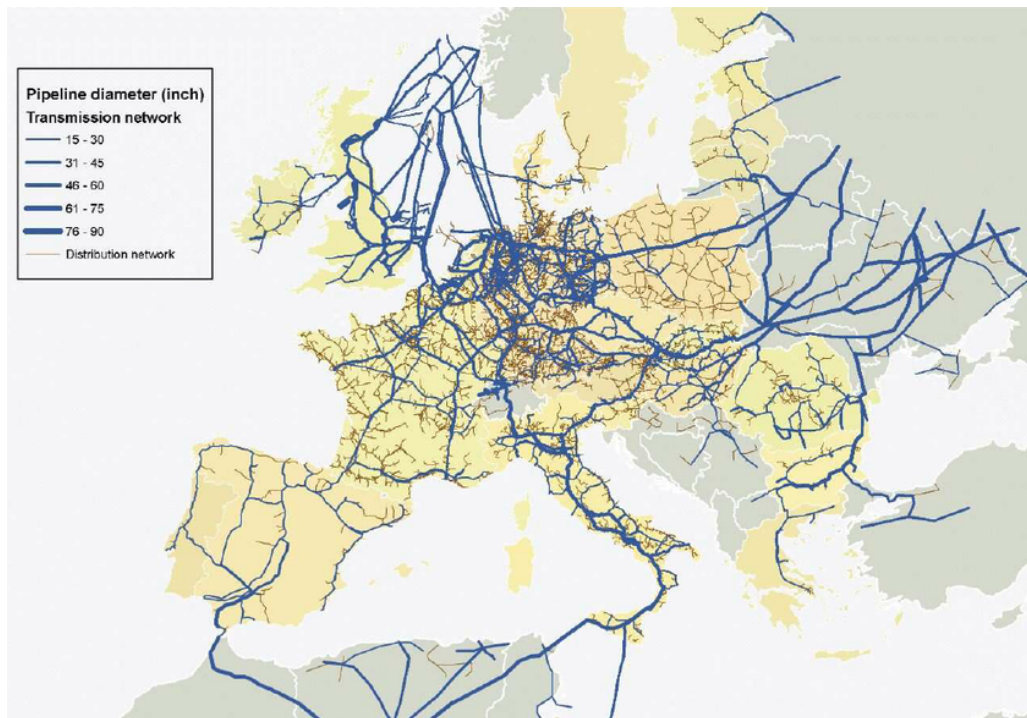 Pipeline diameter (inch)
Transmission network
15 - 30
31 - 45
46 - 60
61 - 75
76 - 90
Distribution network